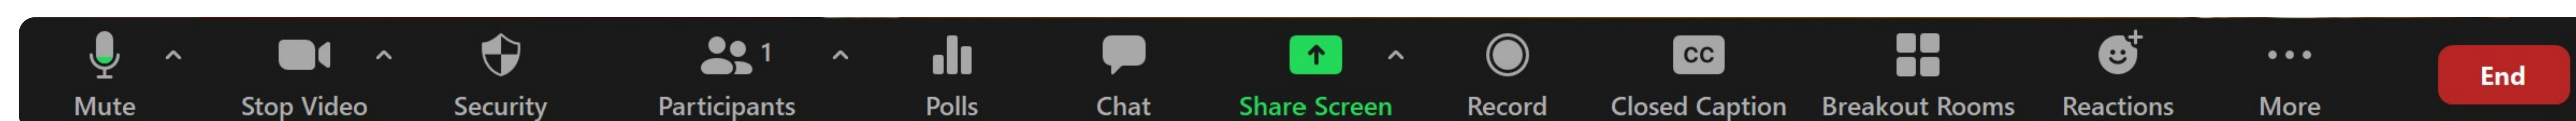 1
CC
Mute
Stop Video
Security
Participants
Polls
Chat
Share Screen
Record
Closed Caption
Breakout Rooms
Reactions
More
End